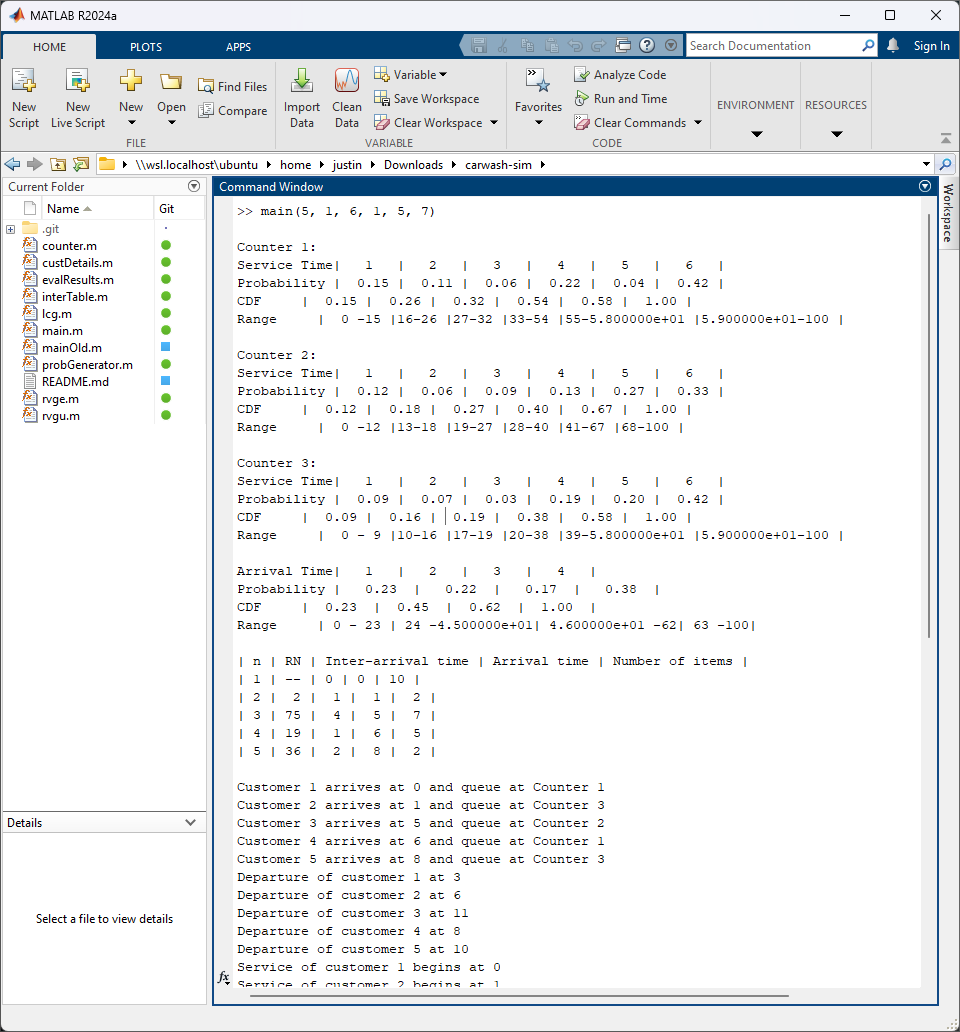 MATLAB R2024a
HOME PLOTS APPS Search Documentation Sign In
New Script New Live Script New Open Find Files Compare Import Data Clean Data Variable Save Workspace Clear Workspace Favorites Analyze Code Run and Time Clear Commands ENVIRONMENT RESOURCES
FILE VARIABLE CODE
\\wsl.localhost\ubuntu home justin Downloads carwash-sim
Current Folder
Name Git
.git
counter.m
custDetails.m
evalResults.m
interTable.m
lcg.m
main.m
mainOld.m
probGenerator.m
README.md
rvge.m
rvgu.m
Details
Select a file to view details
Command Window
Workspace
>> main(5, 1, 6, 1, 5, 7)
Counter 1:
Service Time|   1   |   2   |   3   |   4   |   5   |   6   |
Probability |  0.15 |  0.11 |  0.06 |  0.22 |  0.04 |  0.42 |
CDF     |  0.15 |  0.26 |  0.32 |  0.54 |  0.58 |  1.00 |
Range     |  0 -15 |16-26 |27-32 |33-54 |55-5.800000e+01 |5.900000e+01-100 |
Counter 2:
Service Time|   1   |   2   |   3   |   4   |   5   |   6   |
Probability |  0.12 |  0.06 |  0.09 |  0.13 |  0.27 |  0.33 |
CDF     |  0.12 |  0.18 |  0.27 |  0.40 |  0.67 |  1.00 |
Range     |  0 -12 |13-18 |19-27 |28-40 |41-67 |68-100 |
Counter 3:
Service Time|   1   |   2   |   3   |   4   |   5   |   6   |
Probability |  0.09 |  0.07 |  0.03 |  0.19 |  0.20 |  0.42 |
CDF     |  0.09 |  0.16 |  0.19 |  0.38 |  0.58 |  1.00 |
Range     |  0 - 9 |10-16 |17-19 |20-38 |39-5.800000e+01 |5.900000e+01-100 |
Arrival Time|   1   |   2   |   3   |   4   |
Probability |   0.23  |   0.22  |   0.17  |   0.38  |
CDF     |  0.23  |  0.45  |  0.62  |  1.00  |
Range     | 0 - 23 | 24 -4.500000e+01| 4.600000e+01 -62| 63 -100|
| n | RN | Inter-arrival time | Arrival time | Number of items |
| 1 | -- | 0 | 0 | 10 |
| 2 |  2 |  1 |  1 |  2 |
| 3 | 75 |  4 |  5 |  7 |
| 4 | 19 |  1 |  6 |  5 |
| 5 | 36 |  2 |  8 |  2 |
Customer 1 arrives at 0 and queue at Counter 1
Customer 2 arrives at 1 and queue at Counter 3
Customer 3 arrives at 5 and queue at Counter 2
Customer 4 arrives at 6 and queue at Counter 1
Customer 5 arrives at 8 and queue at Counter 3
Departure of customer 1 at 3
Departure of customer 2 at 6
Departure of customer 3 at 11
Departure of customer 4 at 8
Departure of customer 5 at 10
Service of customer 1 begins at 0
Service of customer 2 begins at 1
fx